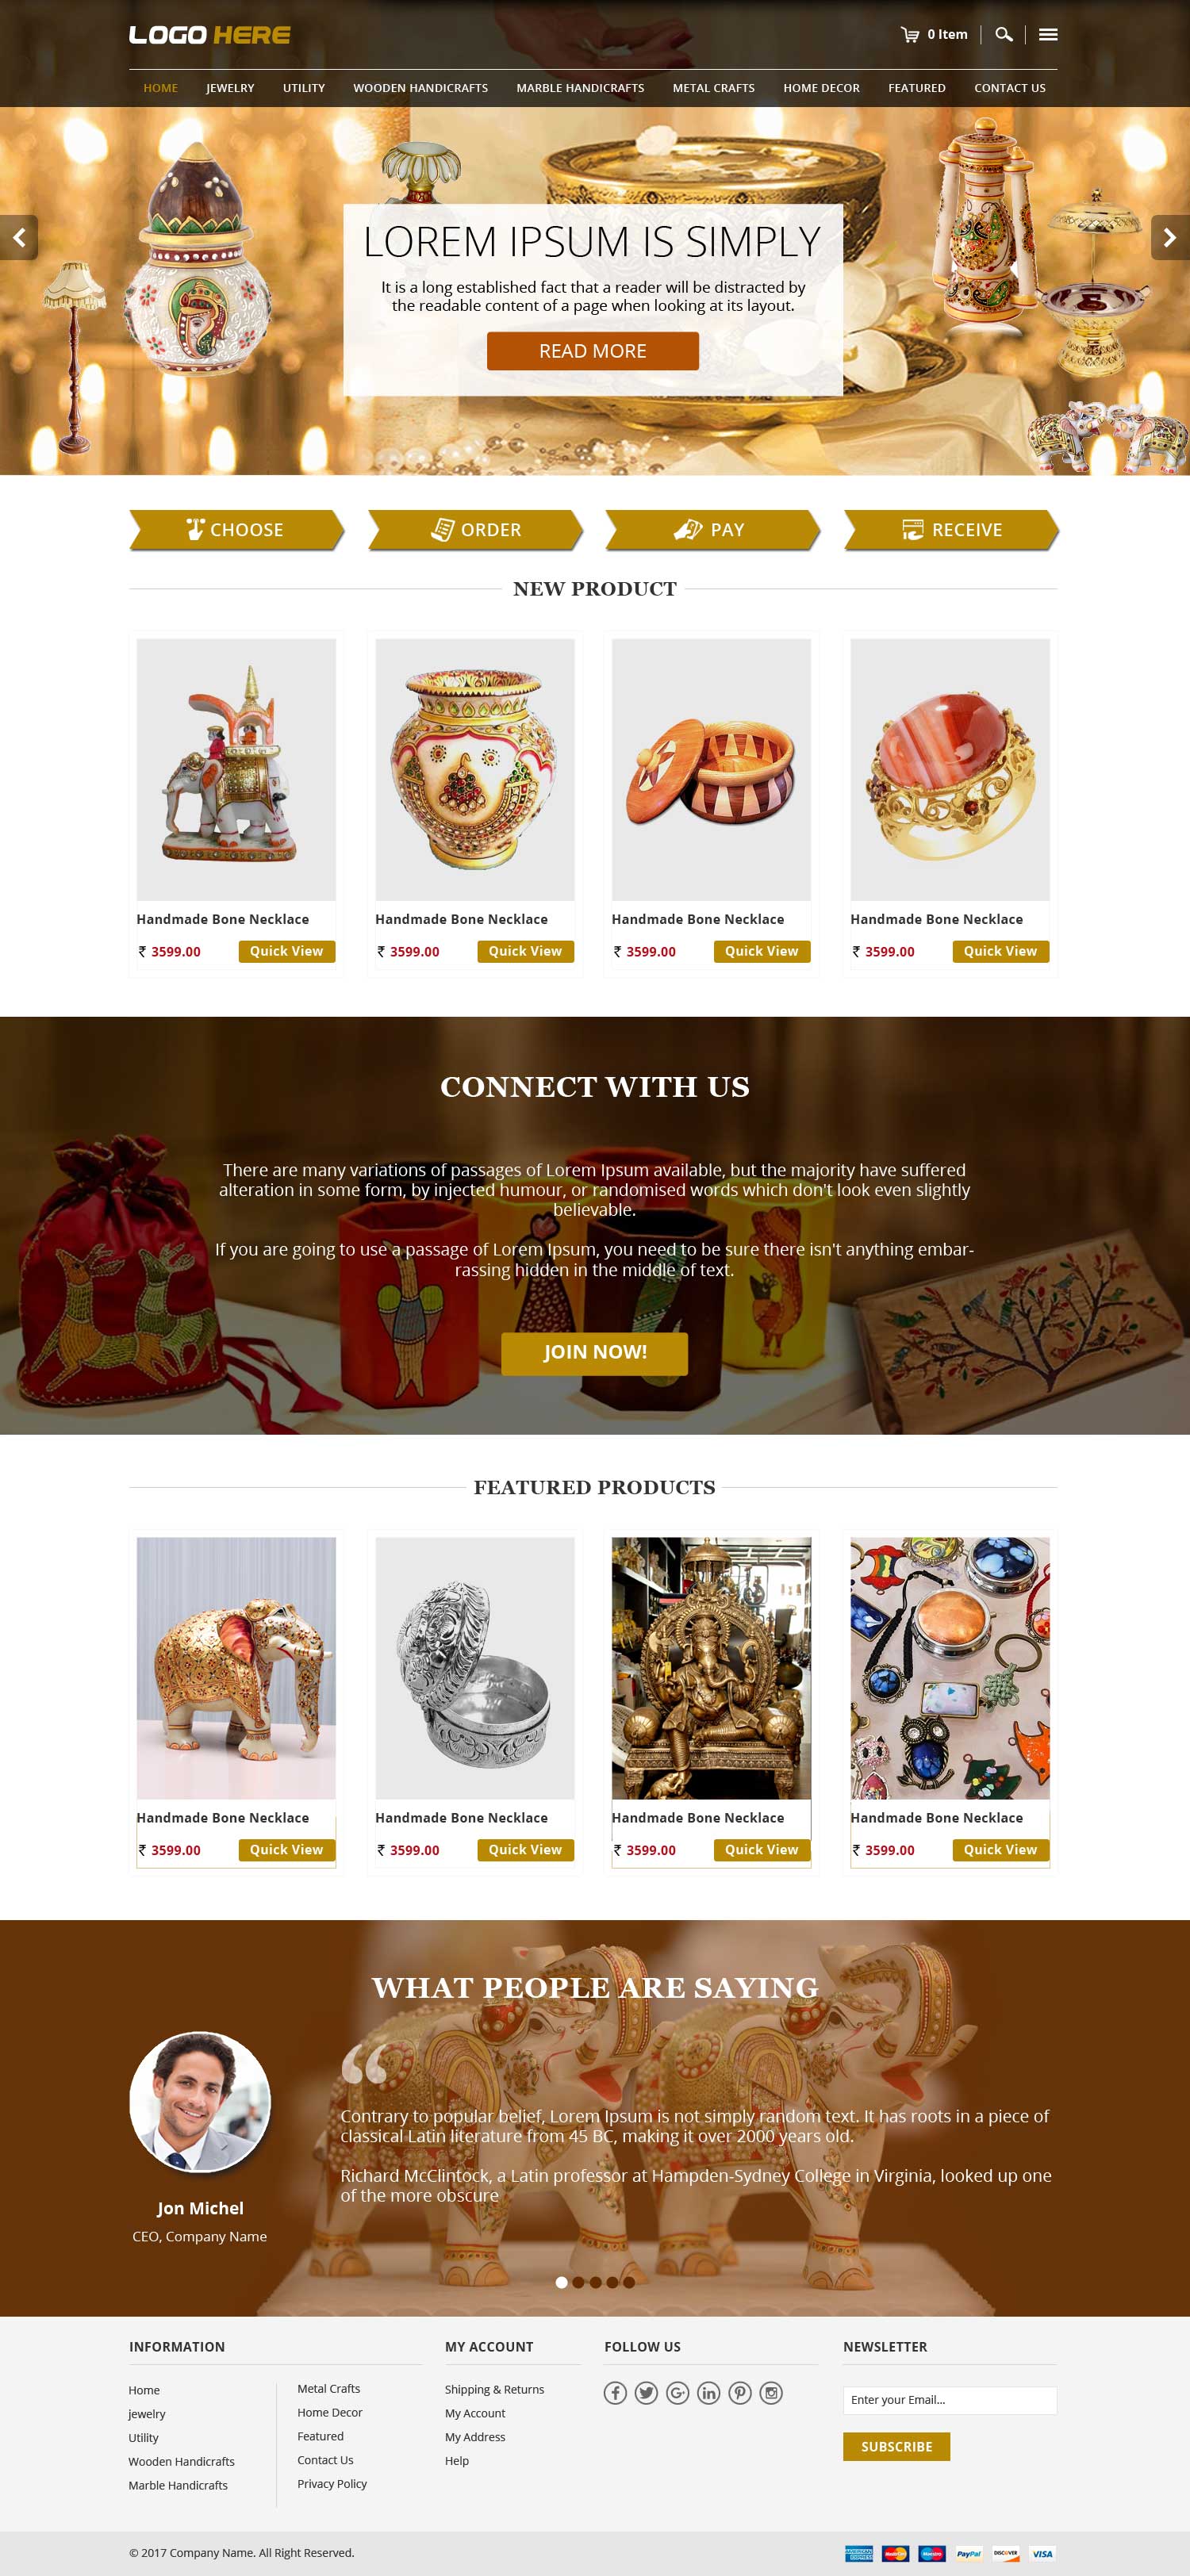 LOGO HERE
0 Item
HOME JEWELRY UTILITY WOODEN HANDICRAFTS MARBLE HANDICRAFTS METAL CRAFTS HOME DECOR FEATURED CONTACT US
LOREM IPSUM IS SIMPLY
It is a long established fact that a reader will be distracted by
the readable content of a page when looking at its layout.
READ MORE
CHOOSE ORDER PAY RECEIVE
NEW PRODUCT
Handmade Bone Necklace Handmade Bone Necklace Handmade Bone Necklace Handmade Bone Necklace
₹ 3599.00 Quick View ₹ 3599.00 Quick View ₹ 3599.00 Quick View ₹ 3599.00 Quick View
CONNECT WITH US
There are many variations of passages of Lorem Ipsum available, but the majority have suffered
alteration in some form, by injected humour, or randomised words which don't look even slightly
believable.
If you are going to use a passage of Lorem Ipsum, you need to be sure there isn't anything embar-
rassing hidden in the middle of text.
JOIN NOW!
FEATURED PRODUCTS
Handmade Bone Necklace Handmade Bone Necklace Handmade Bone Necklace Handmade Bone Necklace
₹ 3599.00 Quick View ₹ 3599.00 Quick View ₹ 3599.00 Quick View ₹ 3599.00 Quick View
WHAT PEOPLE ARE SAYING
“
Contrary to popular belief, Lorem Ipsum is not simply random text. It has roots in a piece of
classical Latin literature from 45 BC, making it over 2000 years old.
Richard McClintock, a Latin professor at Hampden-Sydney College in Virginia, looked up one
of the more obscure
Jon Michel
CEO, Company Name
INFORMATION
Home
jewelry
Utility
Wooden Handicrafts
Marble Handicrafts
Metal Crafts
Home Decor
Featured
Contact Us
Privacy Policy
MY ACCOUNT
Shipping & Returns
My Account
My Address
Help
FOLLOW US
NEWSLETTER
Enter your Email...
SUBSCRIBE
© 2017 Company Name. All Right Reserved.
AMERICAN EXPRESS MasterCard Maestro PayPal DISCOVER VISA